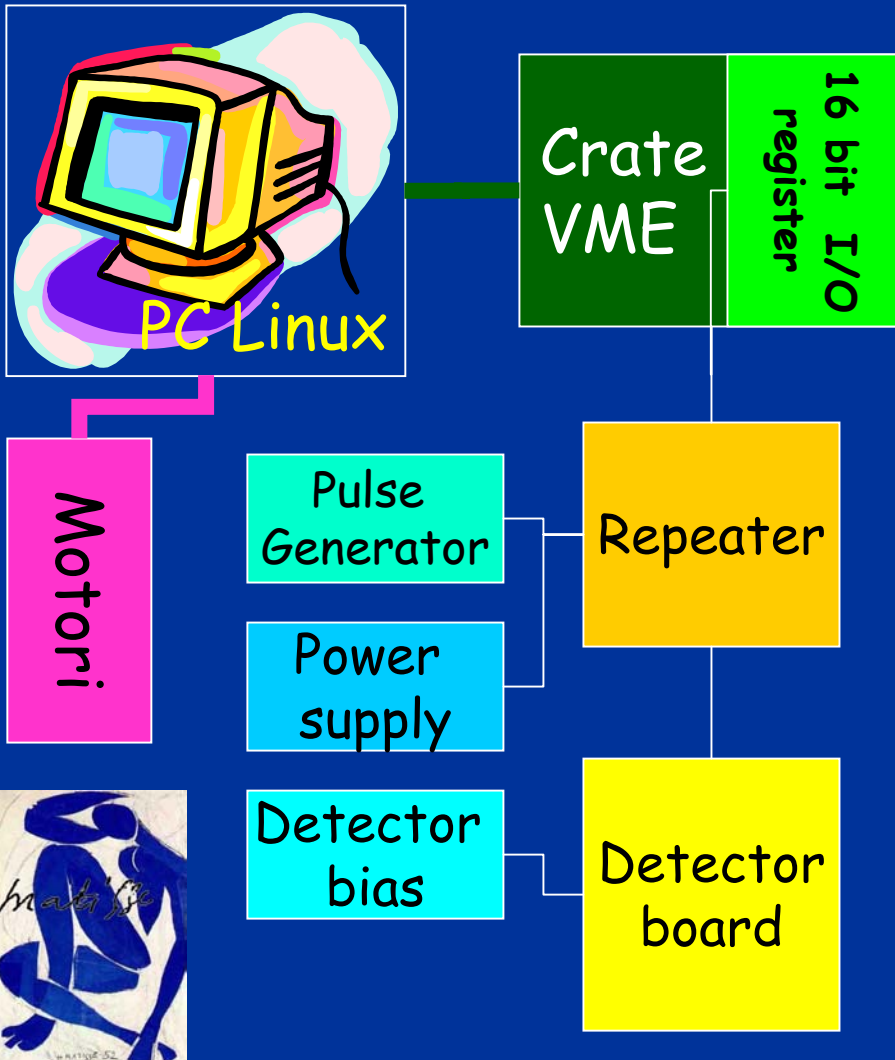 PC Linux
Crate
VME
16 bit I/O
register
Motori
Pulse
Generator
Repeater
Power
supply
Detector
bias
Detector
board
matisse